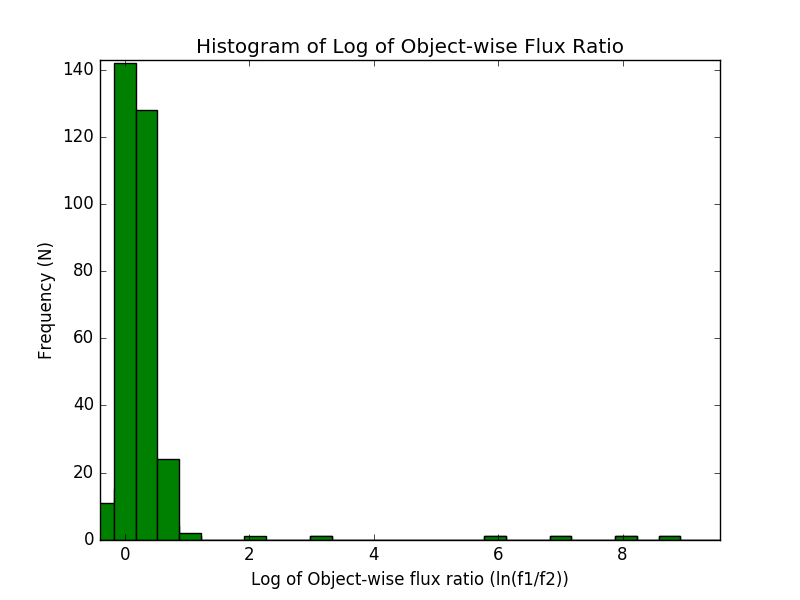 Histogram of Log of Object-wise Flux Ratio
140
120
100
80
60
40
20
0
Frequency (N)
0 2 4 6 8
Log of Object-wise flux ratio (ln(f1/f2))